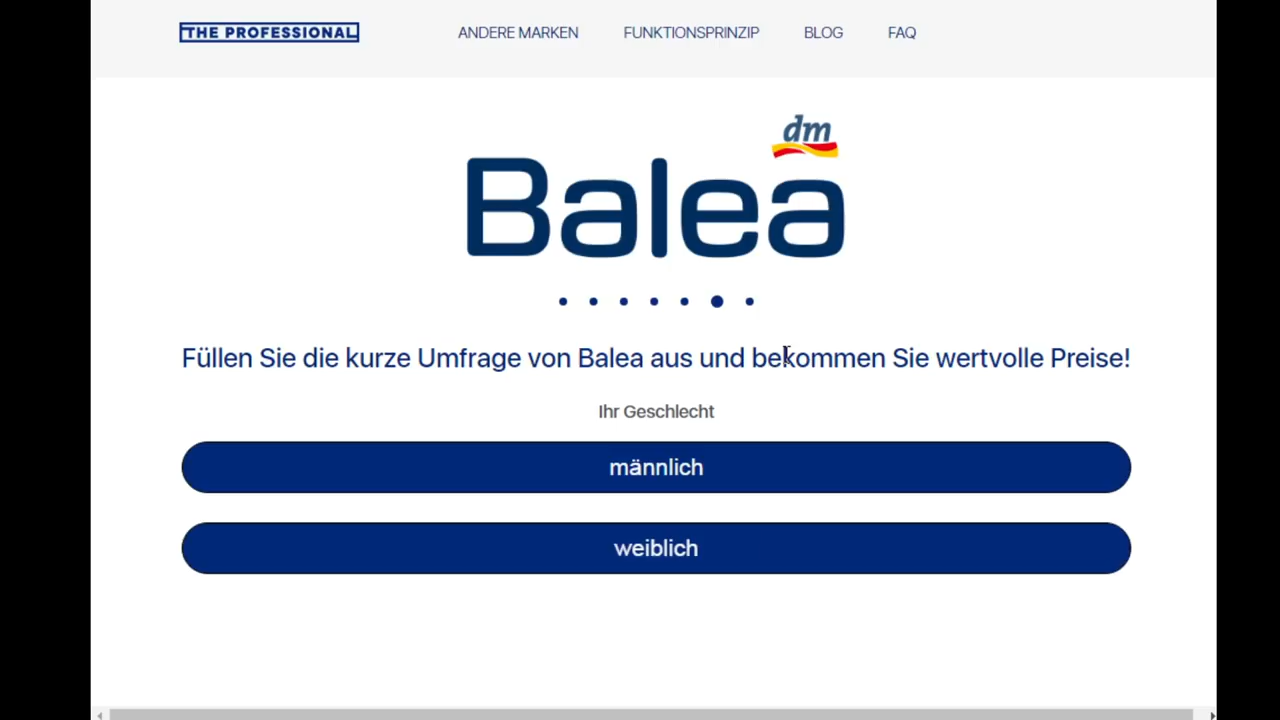 THE PROFESSIONAL
ANDERE MARKEN FUNKTIONSPRINZIP BLOG FAQ
dm
Balea
Füllen Sie die kurze Umfrage von Balea aus und bekommen Sie wertvolle Preise!
Ihr Geschlecht
männlich
weiblich